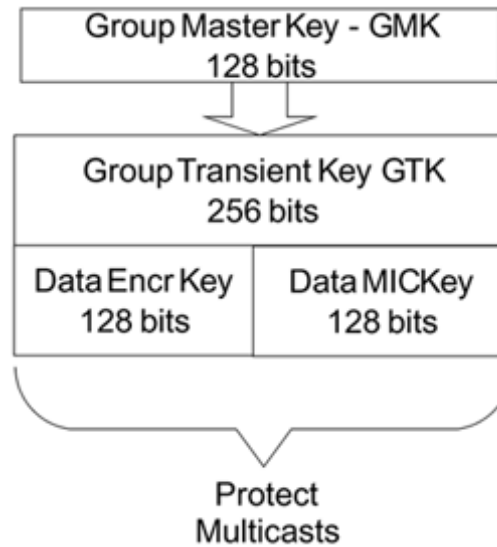 Group Master Key - GMK
128 bits
Group Transient Key GTK
256 bits
Data Encr Key
128 bits
Data MICKey
128 bits
Protect
Multicasts